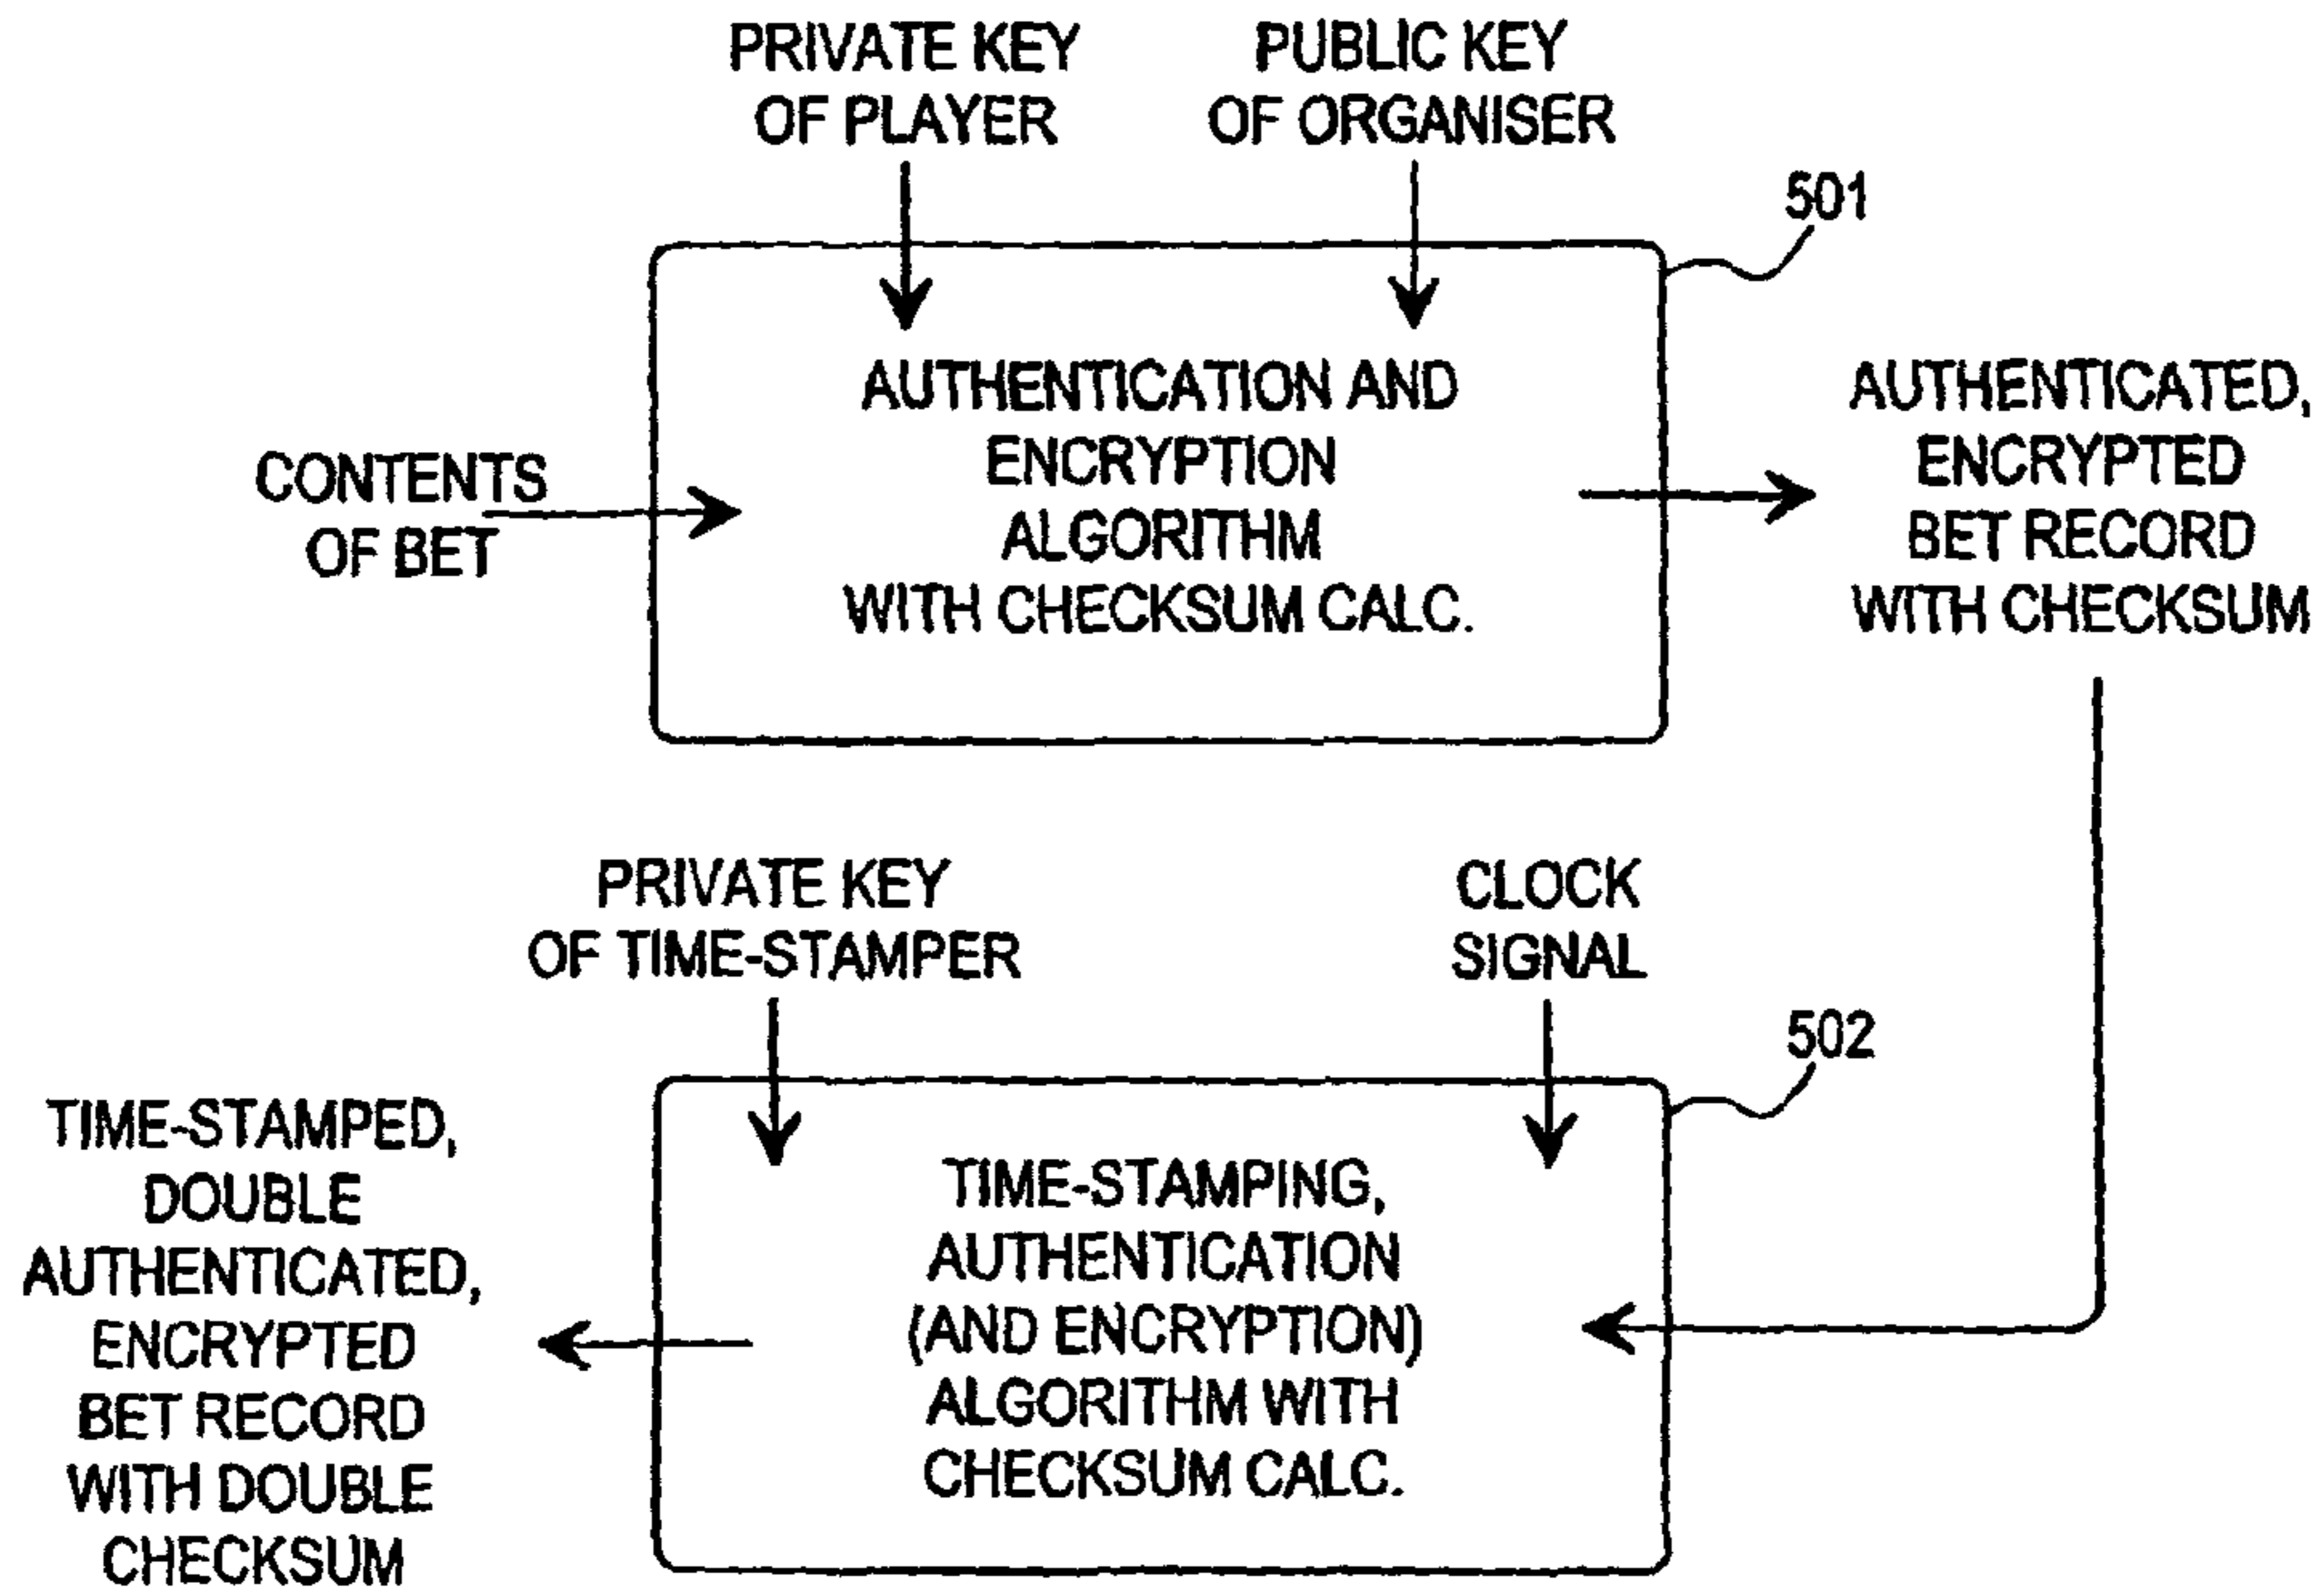 PRIVATE KEY
OF PLAYER
PUBLIC KEY
OF ORGANISER
501
CONTENTS
OF BET
AUTHENTICATION AND
ENCRYPTION
ALGORITHM
WITH CHECKSUM CALC.
AUTHENTICATED,
ENCRYPTED
BET RECORD
WITH CHECKSUM
PRIVATE KEY
OF TIME-STAMPER
CLOCK
SIGNAL
502
TIME-STAMPING,
AUTHENTICATION
(AND ENCRYPTION)
ALGORITHM WITH
CHECKSUM CALC.
TIME-STAMPED,
DOUBLE
AUTHENTICATED,
ENCRYPTED
BET RECORD
WITH DOUBLE
CHECKSUM